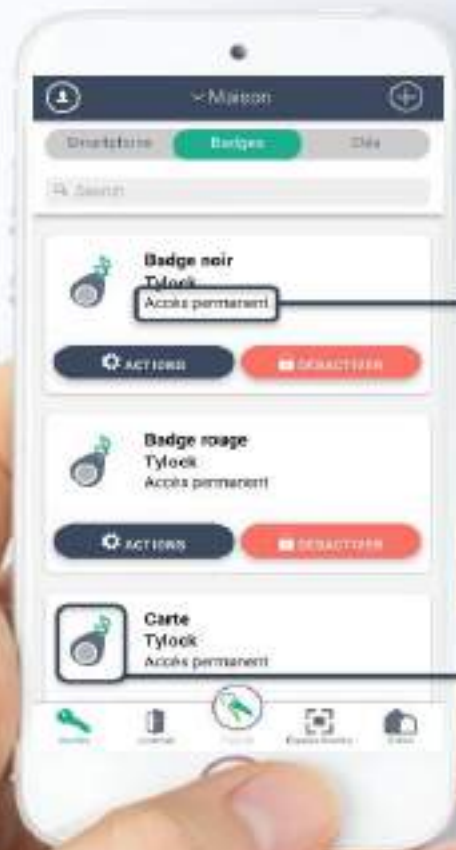 Maison
Smartphone Badges Clés
Search
Badge noir
Tylock
Accès permanent
ACTIONS DÉSACTIVER
Badge rouge
Tylock
Accès permanent
ACTIONS DÉSACTIVER
Carte
Tylock
Accès permanent